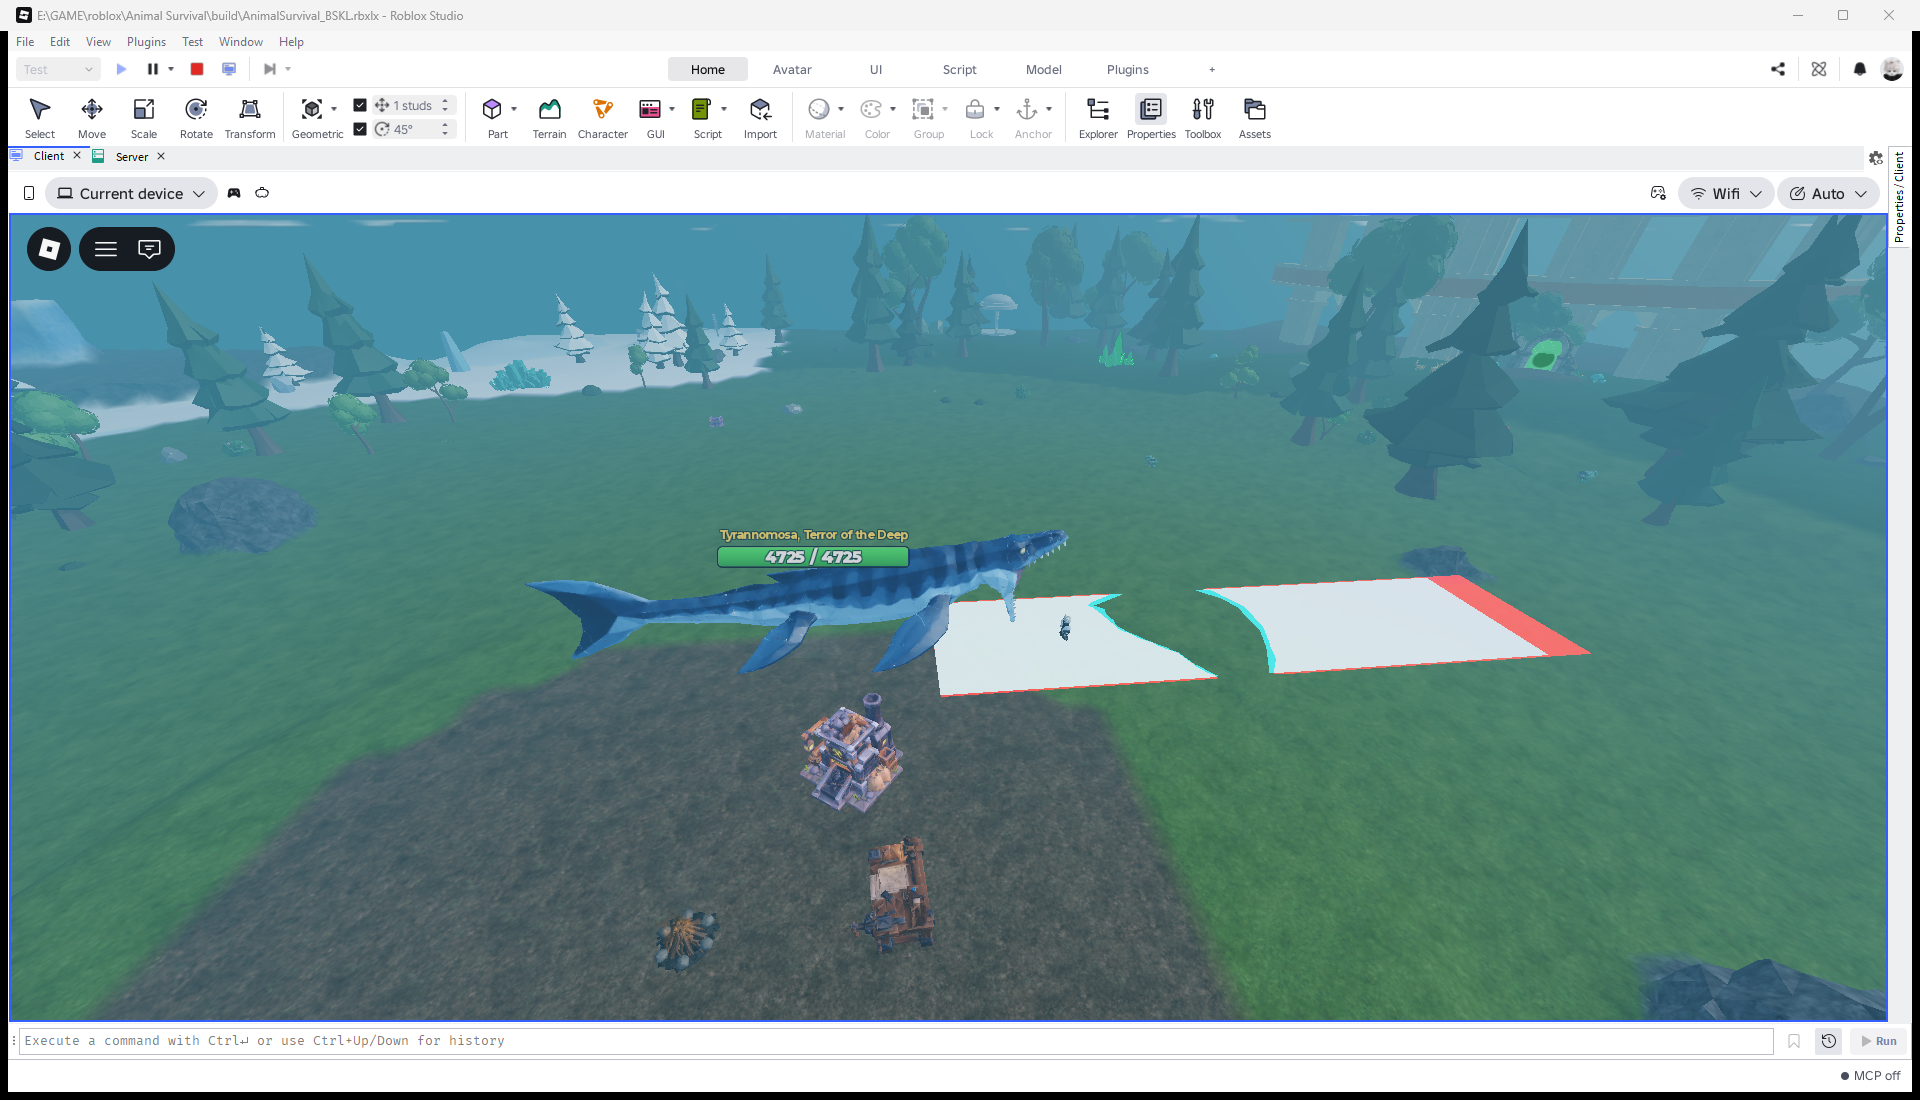 E:\GAME\roblox\Animal Survival\build\AnimalSurvival_BSKL.rbxlx - Roblox Studio
File Edit View Plugins Test Window Help
Test Home Avatar UI Script Model Plugins +
1 studs
45°
Select Move Scale Rotate Transform Geometric Part Terrain Character GUI Script Import Material Color Group Lock Anchor Explorer Properties Toolbox Assets
Client Server
Current device Wifi Auto
Properties / Client
Tyrannomosa, Terror of the Deep
4725 / 4725
Execute a command with Ctrl↵ or use Ctrl+Up/Down for history
Run
MCP off